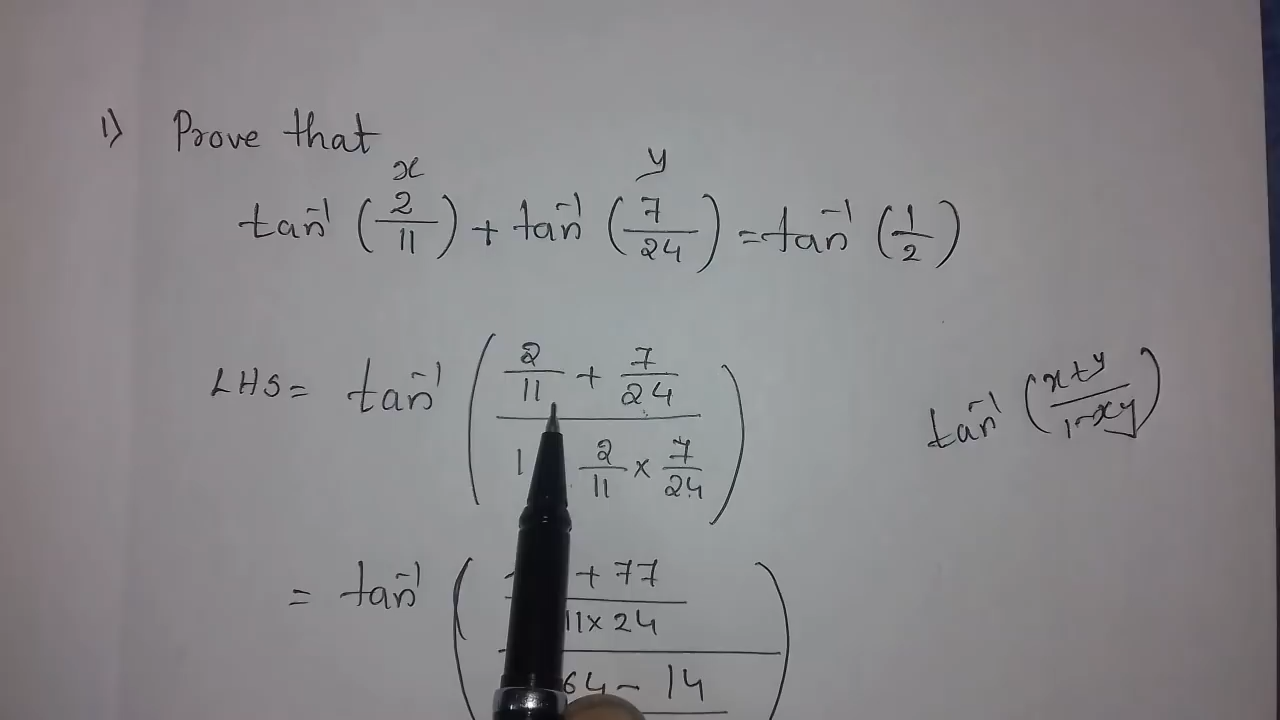 1) Prove that
x y
tan⁻¹ (2/11) + tan⁻¹ (7/24) = tan⁻¹ (1/2)
LHS = tan⁻¹ ((2/11 + 7/24) / (1 2/11 × 7/24))
tan⁻¹ ((x+y)/(1-xy))
= tan⁻¹ ( + 77
11×24
64 - 14